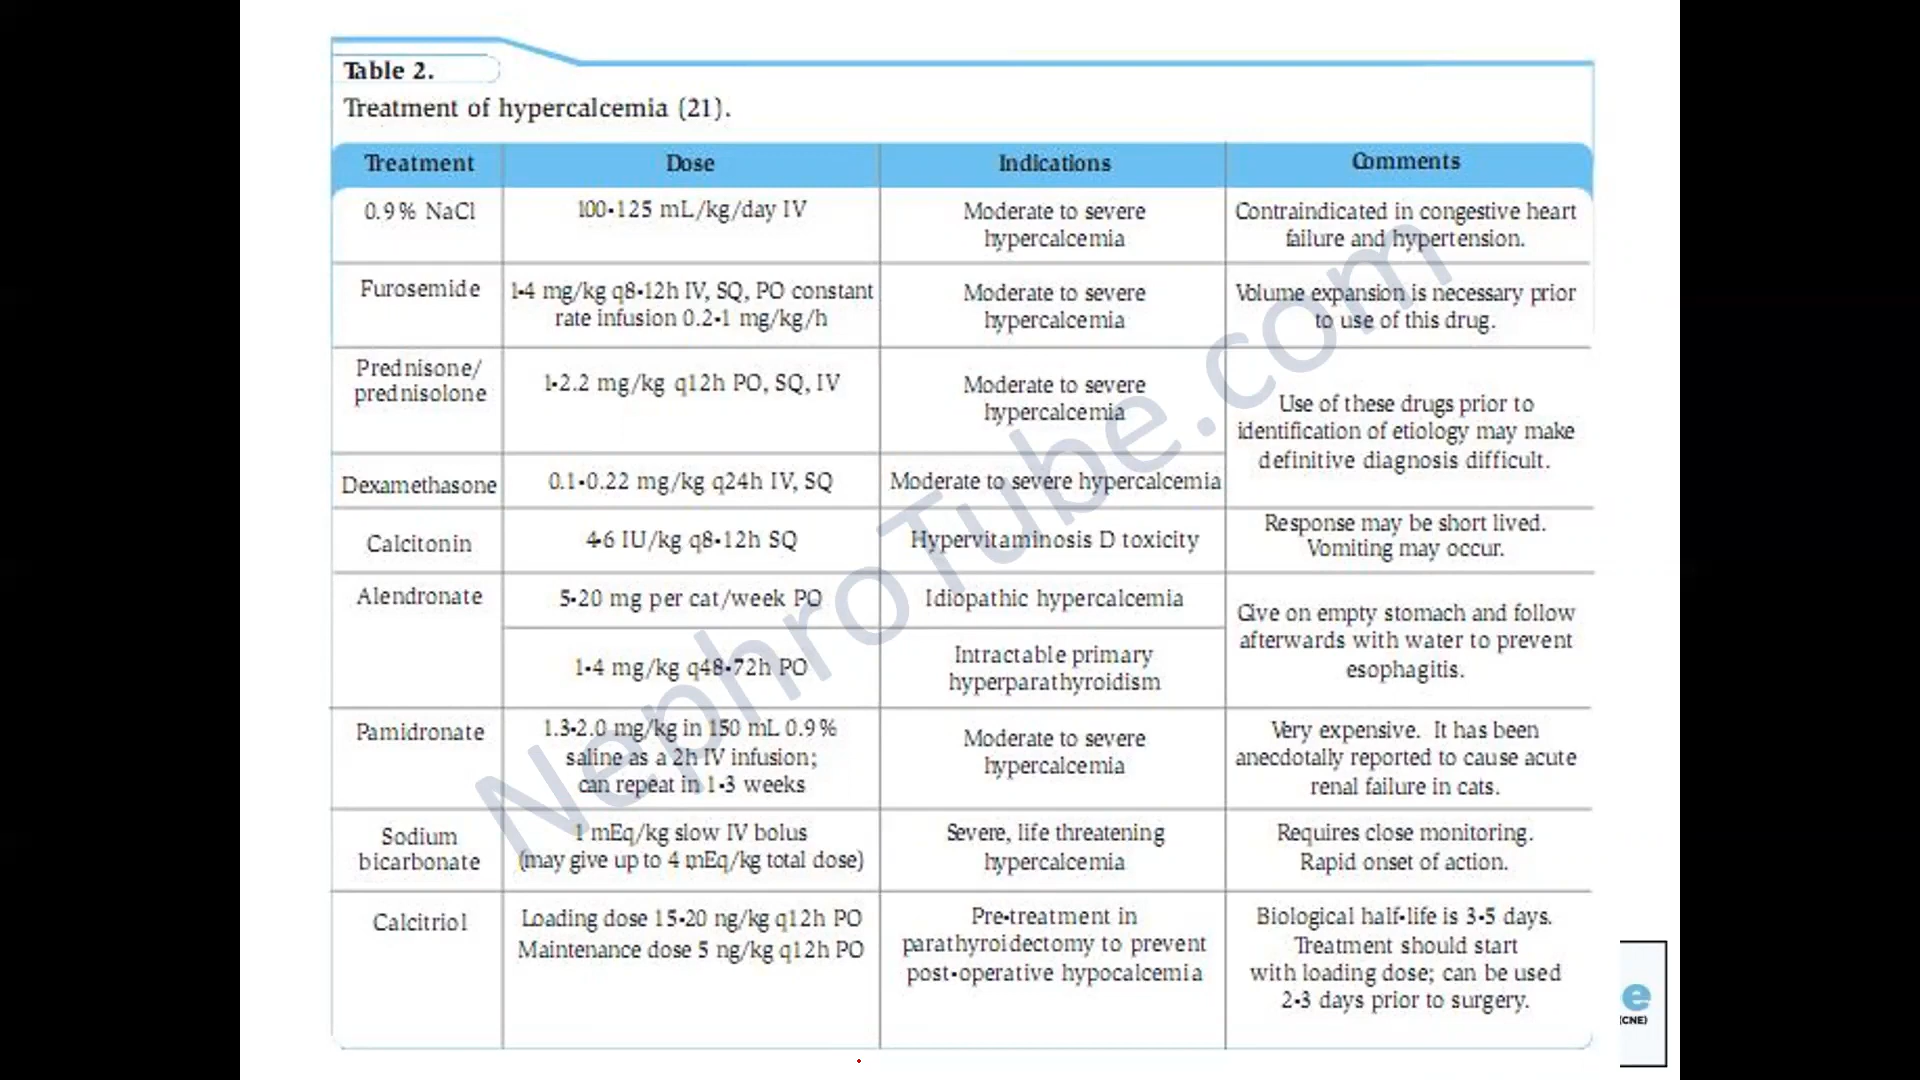 Table 2.
Treatment of hypercalcemia (21).
Treatment Dose Indications Comments
0.9% NaCl
100-125 mL/kg/day IV
Moderate to severe
hypercalcemia
Contraindicated in congestive heart
failure and hypertension.
Furosemide
1-4 mg/kg q8-12h IV, SQ, PO constant
rate infusion 0.2-1 mg/kg/h
Moderate to severe
hypercalcemia
Volume expansion is necessary prior
to use of this drug.
Prednisone/
prednisolone
1-2.2 mg/kg q12h PO, SQ, IV
Moderate to severe
hypercalcemia
Use of these drugs prior to
identification of etiology may make
definitive diagnosis difficult.
Dexamethasone
0.1-0.22 mg/kg q24h IV, SQ
Moderate to severe hypercalcemia
Calcitonin
4-6 IU/kg q8-12h SQ
Hypervitaminosis D toxicity
Response may be short lived.
Vomiting may occur.
Alendronate
5-20 mg per cat/week PO
Idiopathic hypercalcemia
Give on empty stomach and follow
afterwards with water to prevent
esophagitis.
1-4 mg/kg q48-72h PO
Intractable primary
hyperparathyroidism
Pamidronate
1.3-2.0 mg/kg in 150 mL 0.9%
saline as a 2h IV infusion;
can repeat in 1-3 weeks
Moderate to severe
hypercalcemia
Very expensive. It has been
anecdotally reported to cause acute
renal failure in cats.
Sodium
bicarbonate
1 mEq/kg slow IV bolus
(may give up to 4 mEq/kg total dose)
Severe, life threatening
hypercalcemia
Requires close monitoring.
Rapid onset of action.
Calcitriol
Loading dose 15-20 ng/kg q12h PO
Maintenance dose 5 ng/kg q12h PO
Pre-treatment in
parathyroidectomy to prevent
post-operative hypocalcemia
Biological half-life is 3-5 days.
Treatment should start
with loading dose; can be used
2-3 days prior to surgery.
NephroTube.com
e
(CNE)